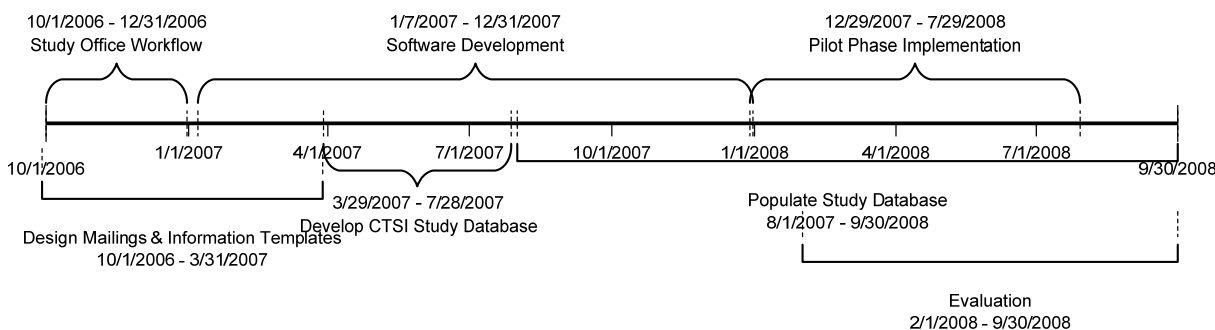 10/1/2006 - 12/31/2006
Study Office Workflow
1/7/2007 - 12/31/2007
Software Development
12/29/2007 - 7/29/2008
Pilot Phase Implementation
10/1/2006
1/1/2007
4/1/2007
7/1/2007
10/1/2007
1/1/2008
4/1/2008
7/1/2008
9/30/2008
3/29/2007 - 7/28/2007
Develop CTSI Study Database
Populate Study Database
8/1/2007 - 9/30/2008
Design Mailings & Information Templates
10/1/2006 - 3/31/2007
Evaluation
2/1/2008 - 9/30/2008